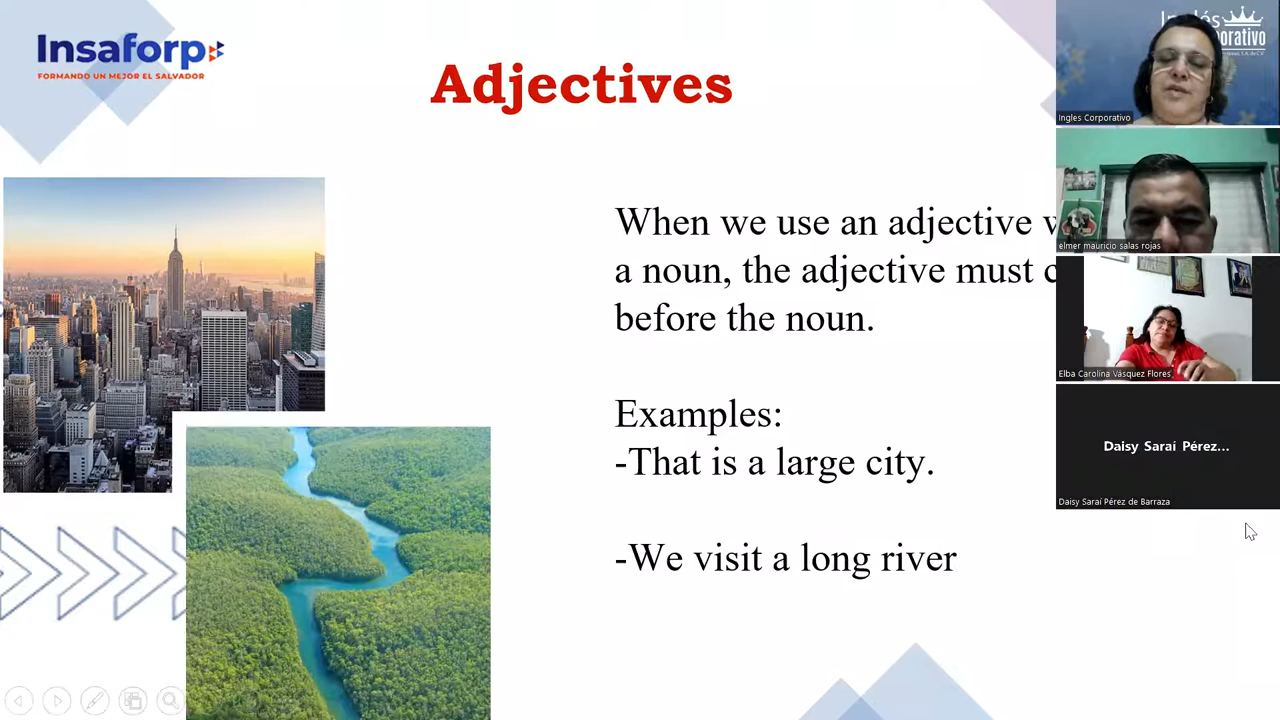 Insaforp
FORMANDO UN MEJOR EL SALVADOR
Adjectives
When we use an adjective
a noun, the adjective must
before the noun.
Examples:
-That is a large city.
-We visit a long river
Ingles Corporativo
elmer mauricio salas rojas
Elba Carolina Vásquez Flores
Daisy Saraí Pérez...
Daisy Saraí Pérez de Barraza